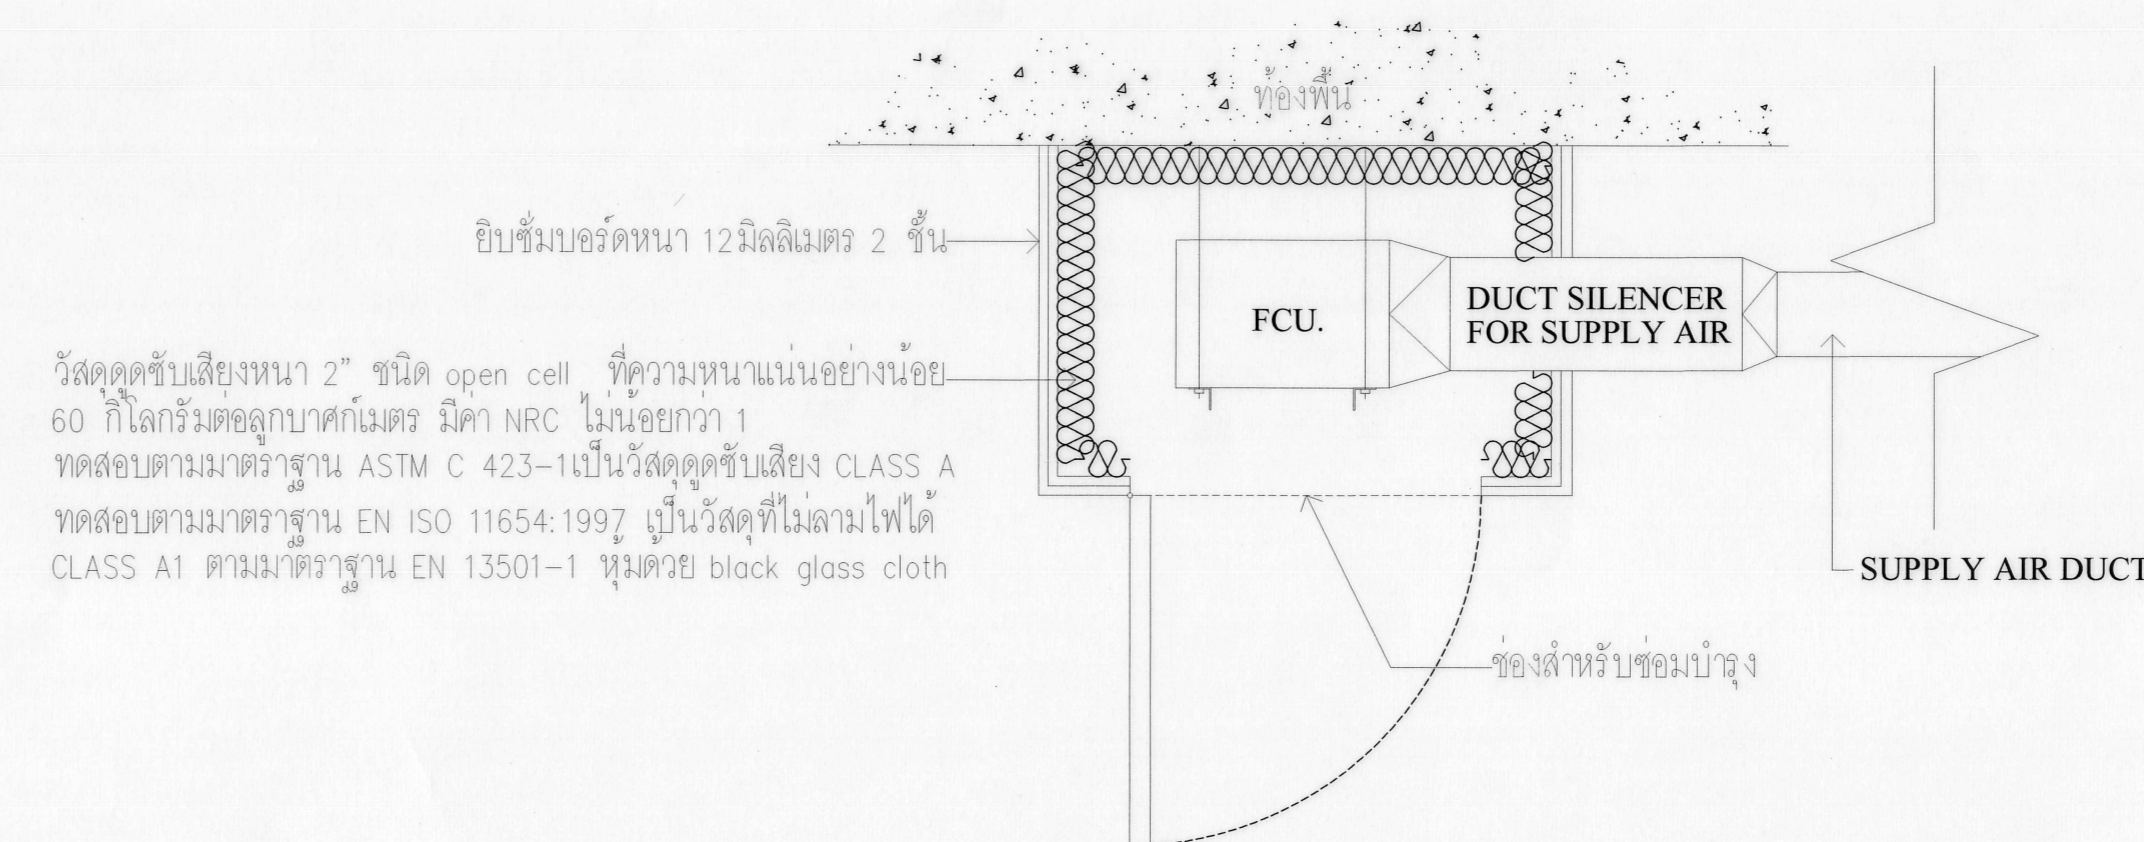 ท้องพื้น
ยิบซั่มบอร์ดหนา 12มิลลิเมตร 2 ชั้น
FCU.
DUCT SILENCER
FOR SUPPLY AIR
วัสดุดูดซับเสียงหนา 2" ชนิด open cell ที่ความหนาแน่นอย่างน้อย
60 กิโลกรัมต่อลูกบาศก์เมตร มีค่า NRC ไม่น้อยกว่า 1
ทดสอบตามมาตราฐาน ASTM C 423-1เป็นวัสดุดูดซับเสียง CLASS A
ทดสอบตามมาตราฐาน EN ISO 11654:1997 เป็นวัสดุที่ไม่ลามไฟได้
CLASS A1 ตามมาตราฐาน EN 13501-1 หุ้มด้วย black glass cloth
SUPPLY AIR DUCT
ช่องสำหรับซ่อมบำรุง